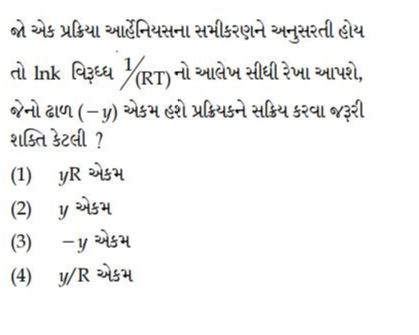 જો એક પ્રક્રિયા આર્હેનિયસના સમીકરણને અનુસરતી હોય
તો lnk વિરૂધ્ધ 1/(RT) નો આલેખ સીધી રેખા આપશે,
જેનો ઢાળ (−y) એકમ હશે પ્રક્રિયકને સક્રિય કરવા જરૂરી
શક્તિ કેટલી ?
(1) yR એકમ
(2) y એકમ
(3) −y એકમ
(4) y/R એકમ